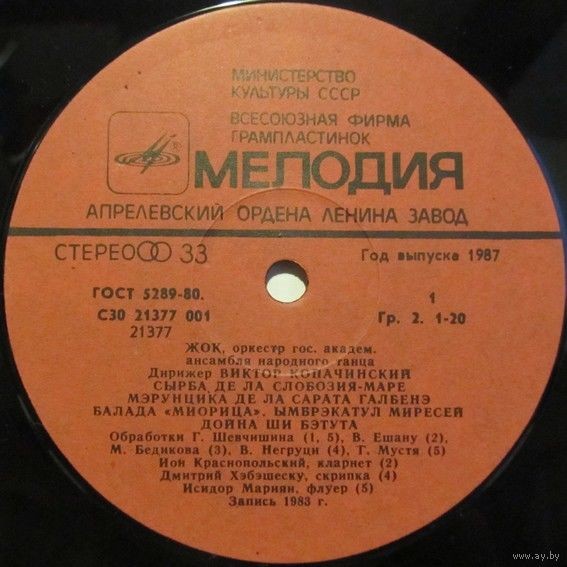 МИНИСТЕРСТВО
КУЛЬТУРЫ СССР
ВСЕСОЮЗНАЯ ФИРМА
ГРАМПЛАСТИНОК
®
МЕЛОДИЯ
АПРЕЛЕВСКИЙ ОРДЕНА ЛЕНИНА ЗАВОД
СТЕРЕО 33 Год выпуска 1987
ГОСТ 5289-80. 1
С30 21377 001 Гр. 2. 1-20
21377
ЖОК, оркестр гос. академ.
ансамбля народного танца
Дирижер ВИКТОР КОПАЧИНСКИЙ
СЫРБА ДЕ ЛА СЛОБОЗИЯ-МАРЕ
МЭРУНЦИКА ДЕ ЛА САРАТА ГАЛБЕНЭ
БАЛАДА «МИОРИЦА». ЫМВРЭКАТУЛ МИРЕСЕЙ
ДОЙНА ШИ БЭТУТА
Обработки Г. Шевчишина (1, 5), В. Ешану (2),
М. Бедикова (3), В. Негруци (4), Т. Мустя (5)
Ион Краснопольский, кларнет (2)
Дмитрий Хэбэшеску, скрипка (4)
Исидор Мариян, флуер (5)
Запись 1983 г.
www.ay.by